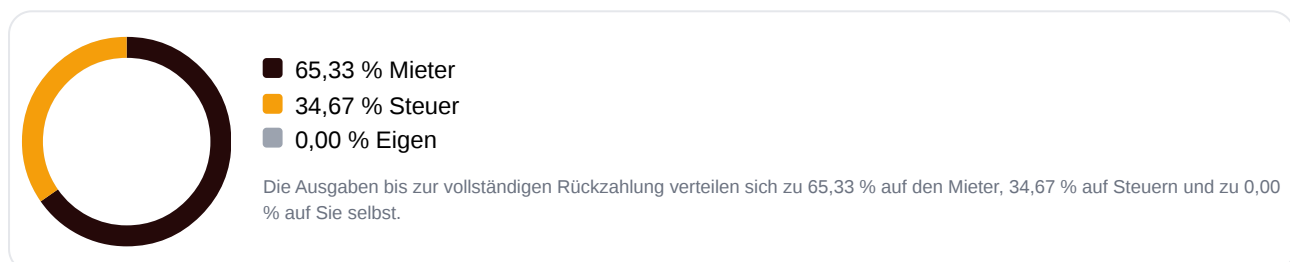 65,33 % Mieter
34,67 % Steuer
0,00 % Eigen
Die Ausgaben bis zur vollständigen Rückzahlung verteilen sich zu 65,33 % auf den Mieter, 34,67 % auf Steuern und zu 0,00
% auf Sie selbst.